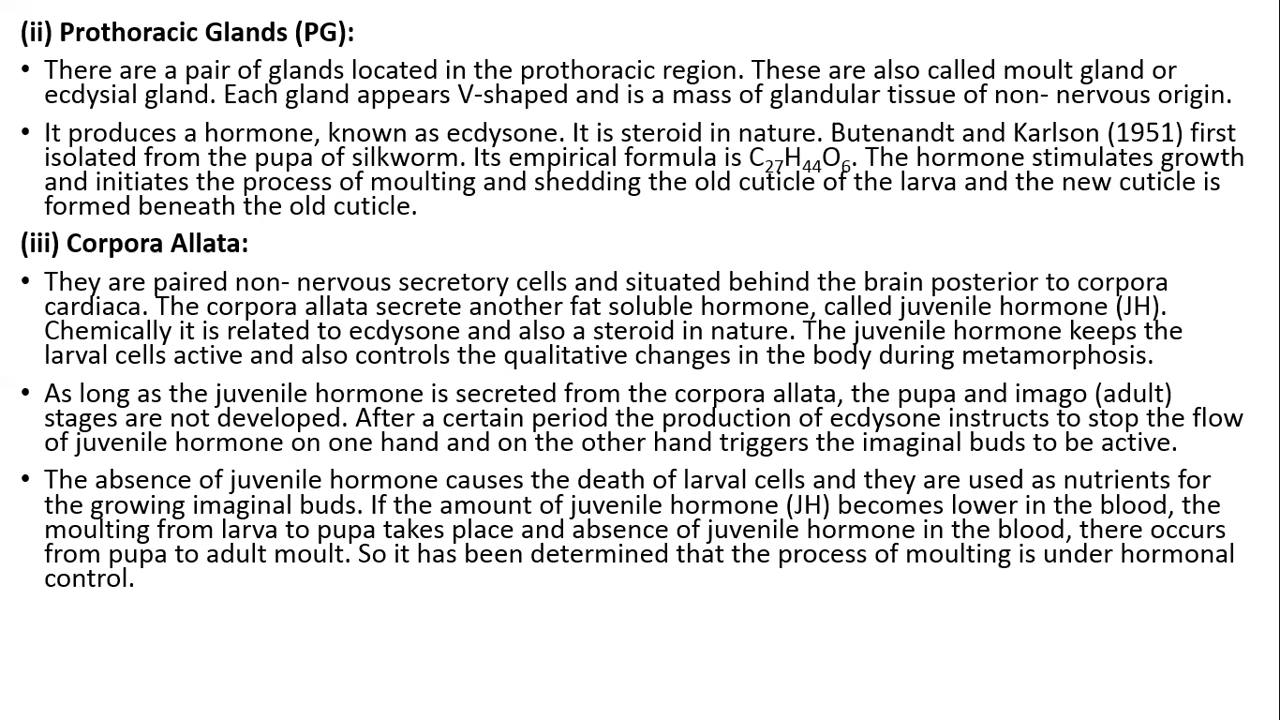 (ii) Prothoracic Glands (PG):
• There are a pair of glands located in the prothoracic region. These are also called moult gland or
ecdysial gland. Each gland appears V-shaped and is a mass of glandular tissue of non- nervous origin.
• It produces a hormone, known as ecdysone. It is steroid in nature. Butenandt and Karlson (1951) first
isolated from the pupa of silkworm. Its empirical formula is C₂₇H₄₄O₆. The hormone stimulates growth
and initiates the process of moulting and shedding the old cuticle of the larva and the new cuticle is
formed beneath the old cuticle.
(iii) Corpora Allata:
• They are paired non- nervous secretory cells and situated behind the brain posterior to corpora
cardiaca. The corpora allata secrete another fat soluble hormone, called juvenile hormone (JH).
Chemically it is related to ecdysone and also a steroid in nature. The juvenile hormone keeps the
larval cells active and also controls the qualitative changes in the body during metamorphosis.
• As long as the juvenile hormone is secreted from the corpora allata, the pupa and imago (adult)
stages are not developed. After a certain period the production of ecdysone instructs to stop the flow
of juvenile hormone on one hand and on the other hand triggers the imaginal buds to be active.
• The absence of juvenile hormone causes the death of larval cells and they are used as nutrients for
the growing imaginal buds. If the amount of juvenile hormone (JH) becomes lower in the blood, the
moulting from larva to pupa takes place and absence of juvenile hormone in the blood, there occurs
from pupa to adult moult. So it has been determined that the process of moulting is under hormonal
control.